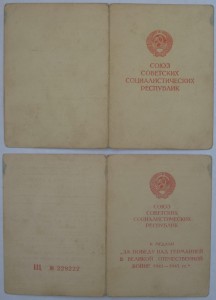 СОЮЗ
СОВЕТСКИХ
СОЦИАЛИСТИЧЕСКИХ
РЕСПУБЛИК
СОЮЗ
СОВЕТСКИХ
СОЦИАЛИСТИЧЕСКИХ
РЕСПУБЛИК
К МЕДАЛИ
„ЗА ПОБЕДУ НАД ГЕРМАНИЕЙ
В ВЕЛИКОЙ ОТЕЧЕСТВЕННОЙ
ВОЙНЕ 1941—1945 гг.“
№